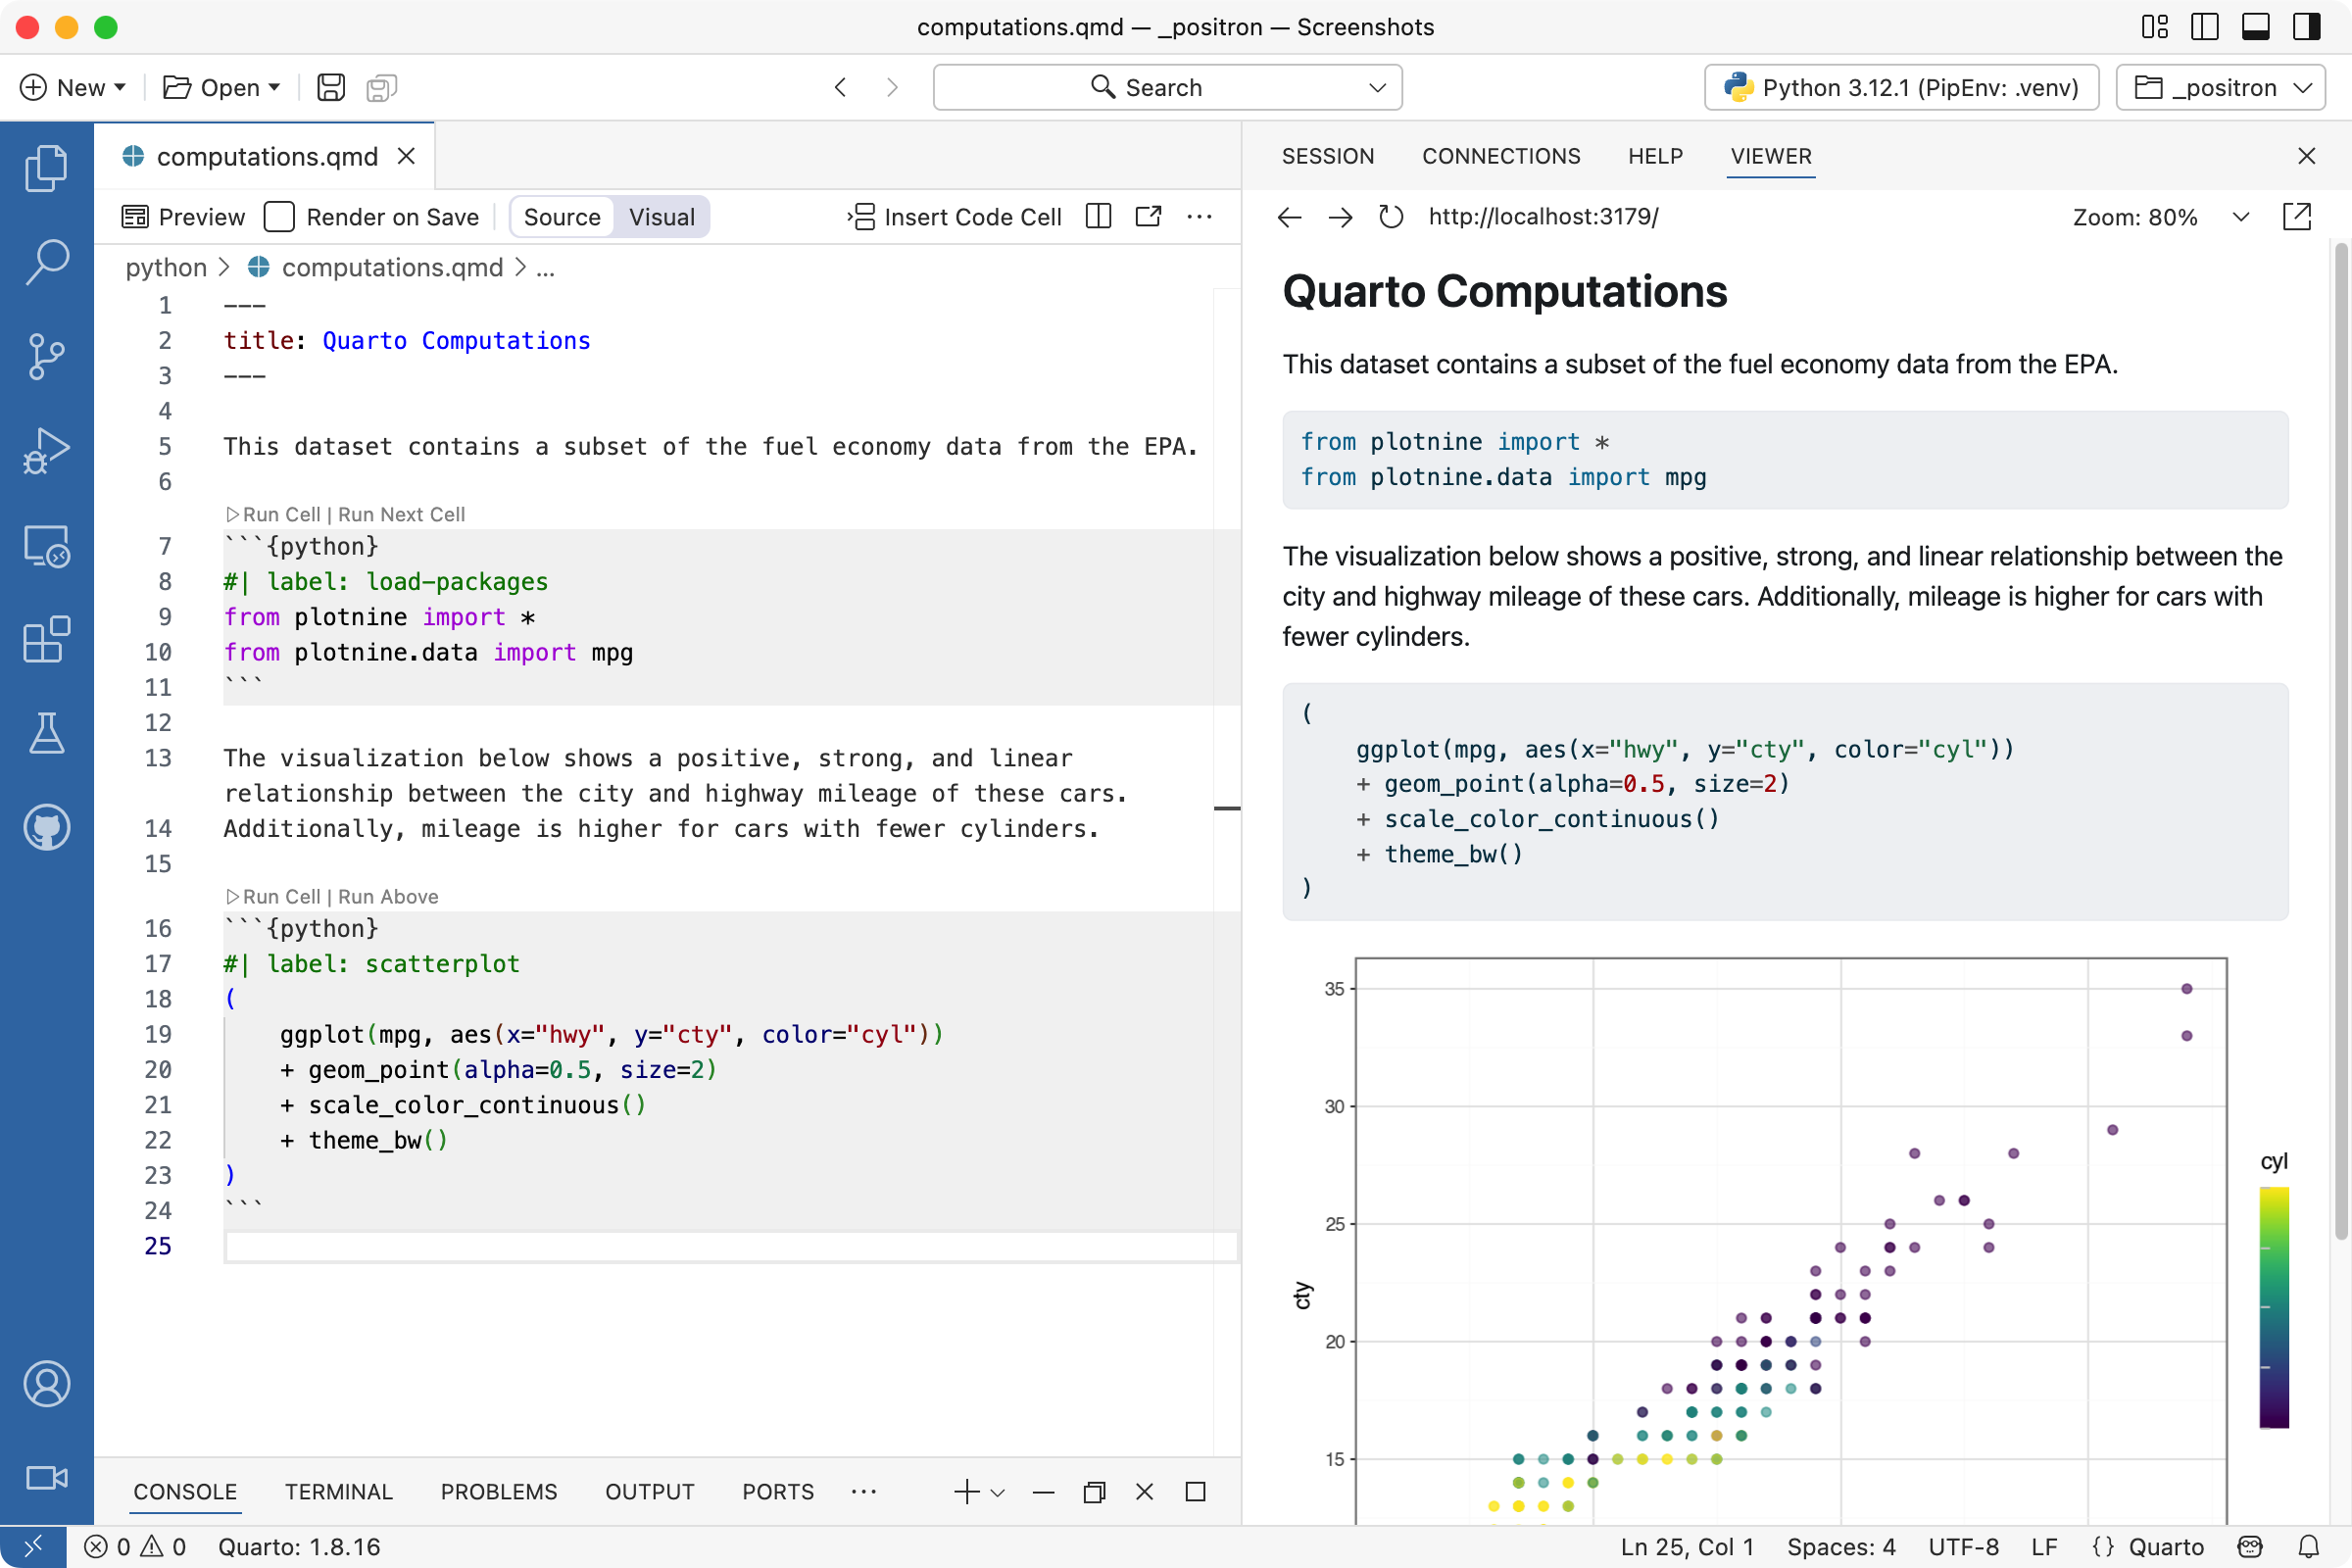 computations.qmd — _positron — Screenshots
New
Open
Search
Python 3.12.1 (PipEnv: .venv)
_positron
computations.qmd
Preview
Render on Save
Source
Visual
Insert Code Cell
python > computations.qmd > ...
1 ---
2 title: Quarto Computations
3 ---
4
5 This dataset contains a subset of the fuel economy data from the EPA.
6
Run Cell | Run Next Cell
7 ```{python}
8 #| label: load-packages
9 from plotnine import *
10 from plotnine.data import mpg
11 ```
12
13 The visualization below shows a positive, strong, and linear
relationship between the city and highway mileage of these cars.
14 Additionally, mileage is higher for cars with fewer cylinders.
15
Run Cell | Run Above
16 ```{python}
17 #| label: scatterplot
18 (
19     ggplot(mpg, aes(x="hwy", y="cty", color="cyl"))
20     + geom_point(alpha=0.5, size=2)
21     + scale_color_continuous()
22     + theme_bw()
23 )
24 ```
25
CONSOLE
TERMINAL
PROBLEMS
OUTPUT
PORTS
SESSION
CONNECTIONS
HELP
VIEWER
http://localhost:3179/
Zoom: 80%
Quarto Computations
This dataset contains a subset of the fuel economy data from the EPA.
from plotnine import *
from plotnine.data import mpg
The visualization below shows a positive, strong, and linear relationship between the
city and highway mileage of these cars. Additionally, mileage is higher for cars with
fewer cylinders.
(
    ggplot(mpg, aes(x="hwy", y="cty", color="cyl"))
    + geom_point(alpha=0.5, size=2)
    + scale_color_continuous()
    + theme_bw()
)
35
30
25
20
15
cty
cyl
0
0
Quarto: 1.8.16
Ln 25, Col 1
Spaces: 4
UTF-8
LF
{} Quarto